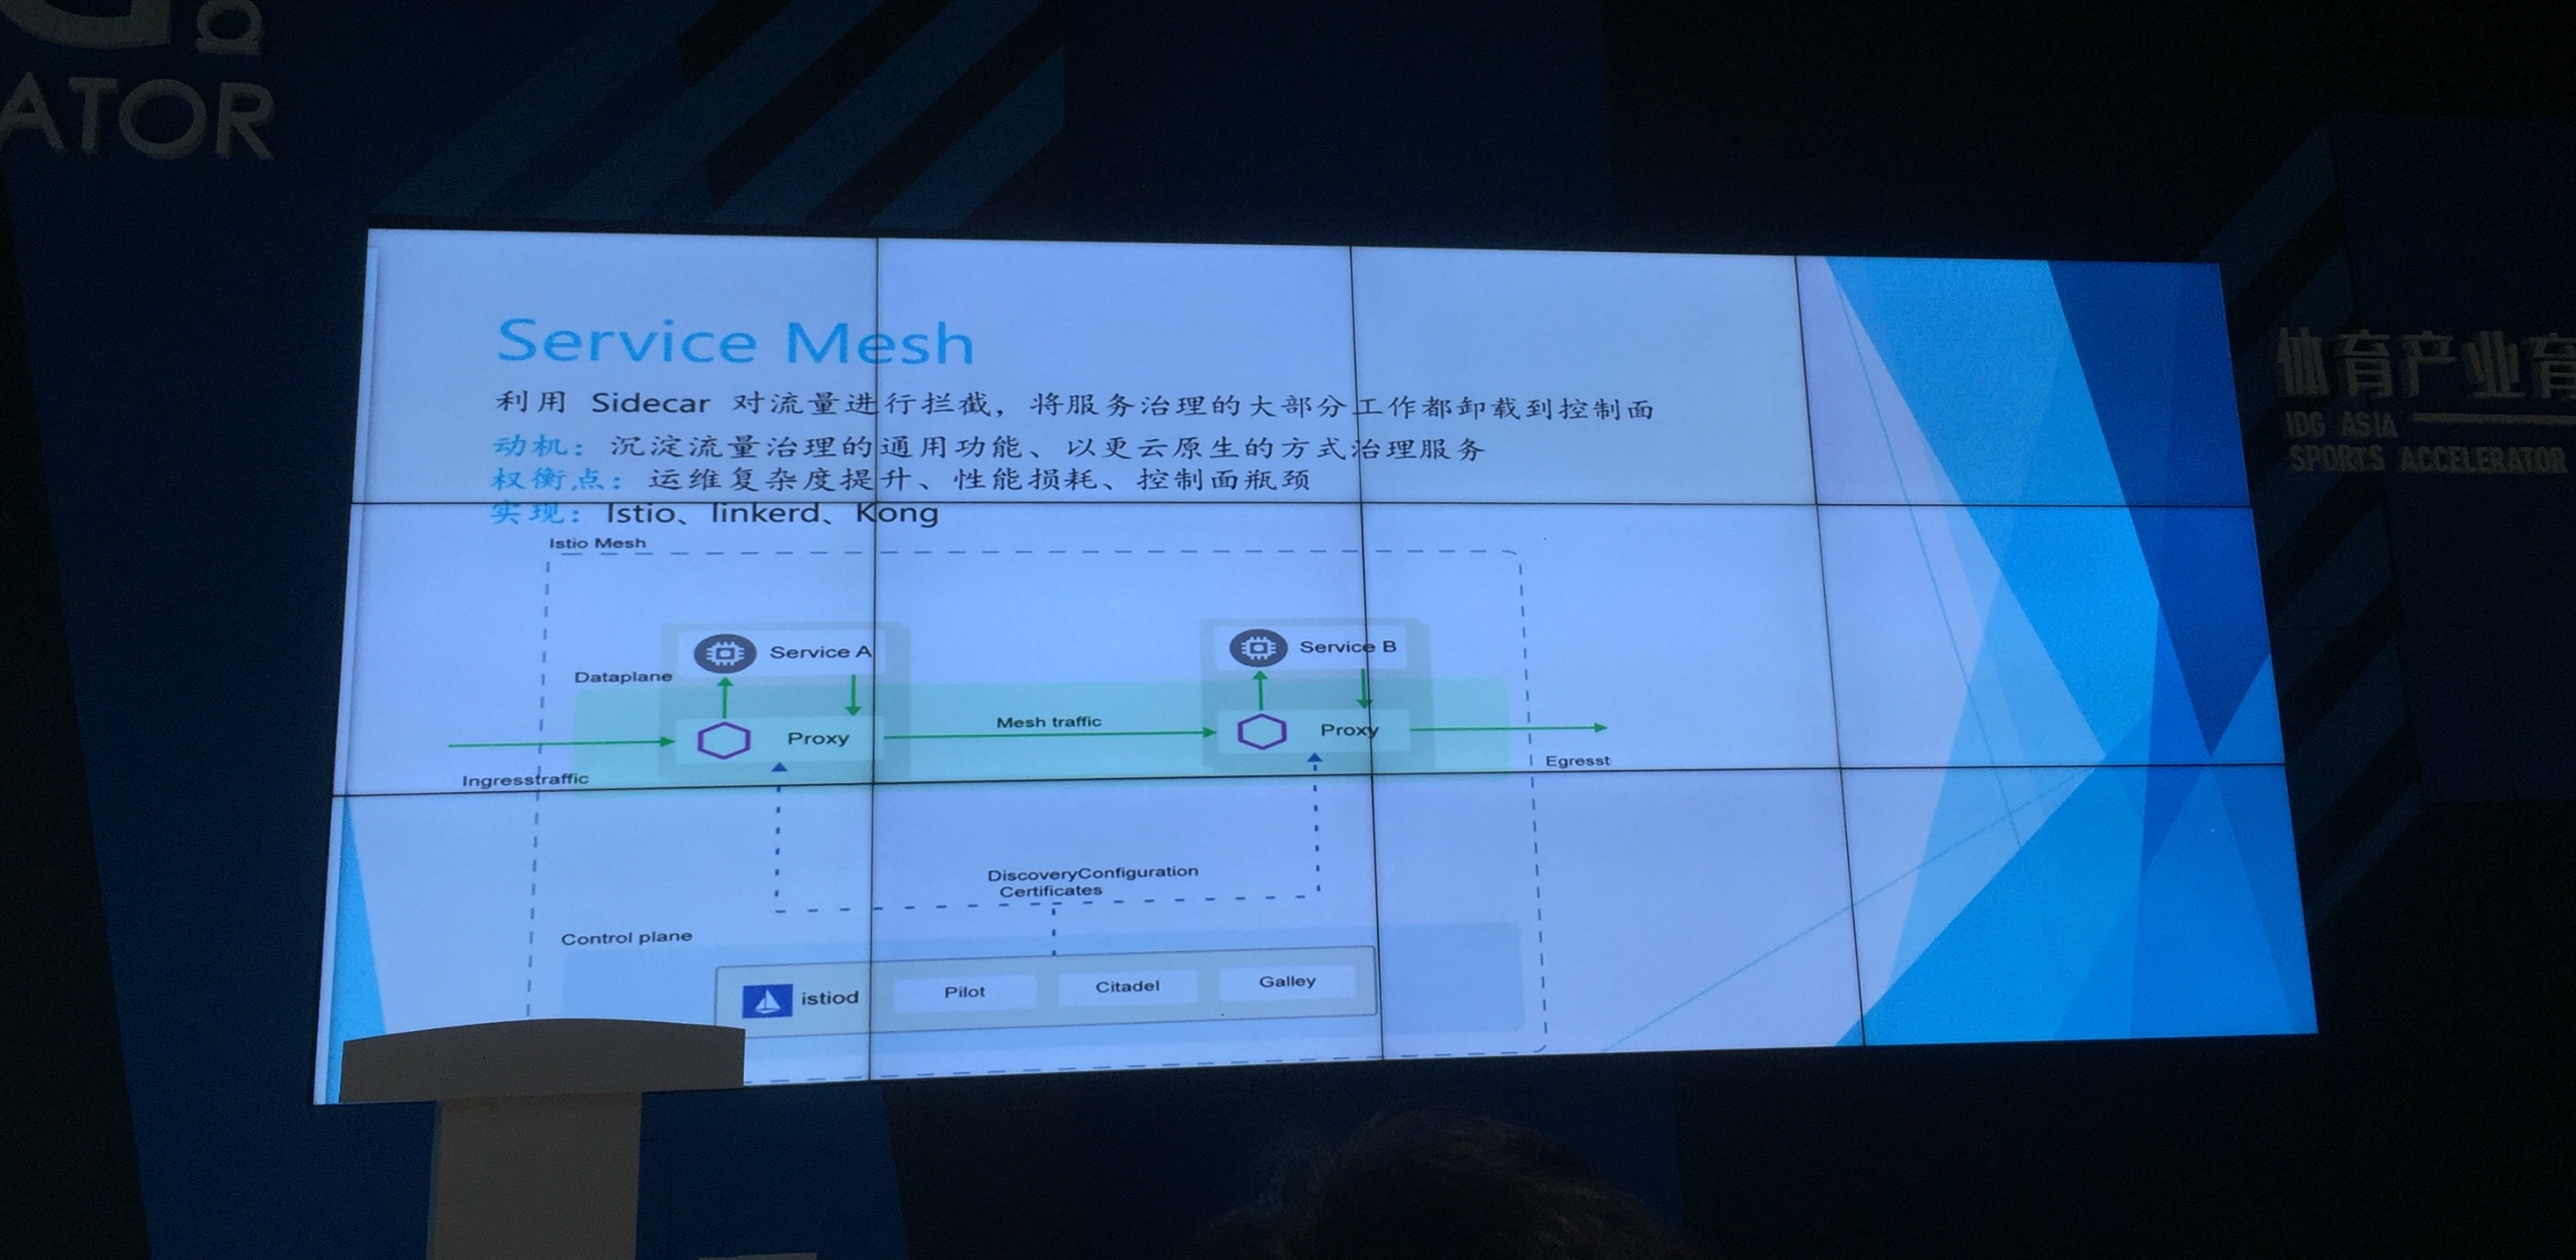 ATOR
Service Mesh
利用 Sidecar 对流量进行拦截，将服务治理的大部分工作都卸载到控制面
动机：沉淀流量治理的通用功能、以更云原生的方式治理服务
权衡点：运维复杂度提升、性能损耗、控制面瓶颈
实现：Istio、linkerd、Kong
Istio Mesh
Service A
Service B
Dataplane
Mesh traffic
Proxy
Proxy
Ingresstraffic
Egresst
DiscoveryConfiguration
Certificates
Control plane
istiod
Pilot
Citadel
Galley
体育产业育
IDG ASIA
SPORTS ACCELERATOR